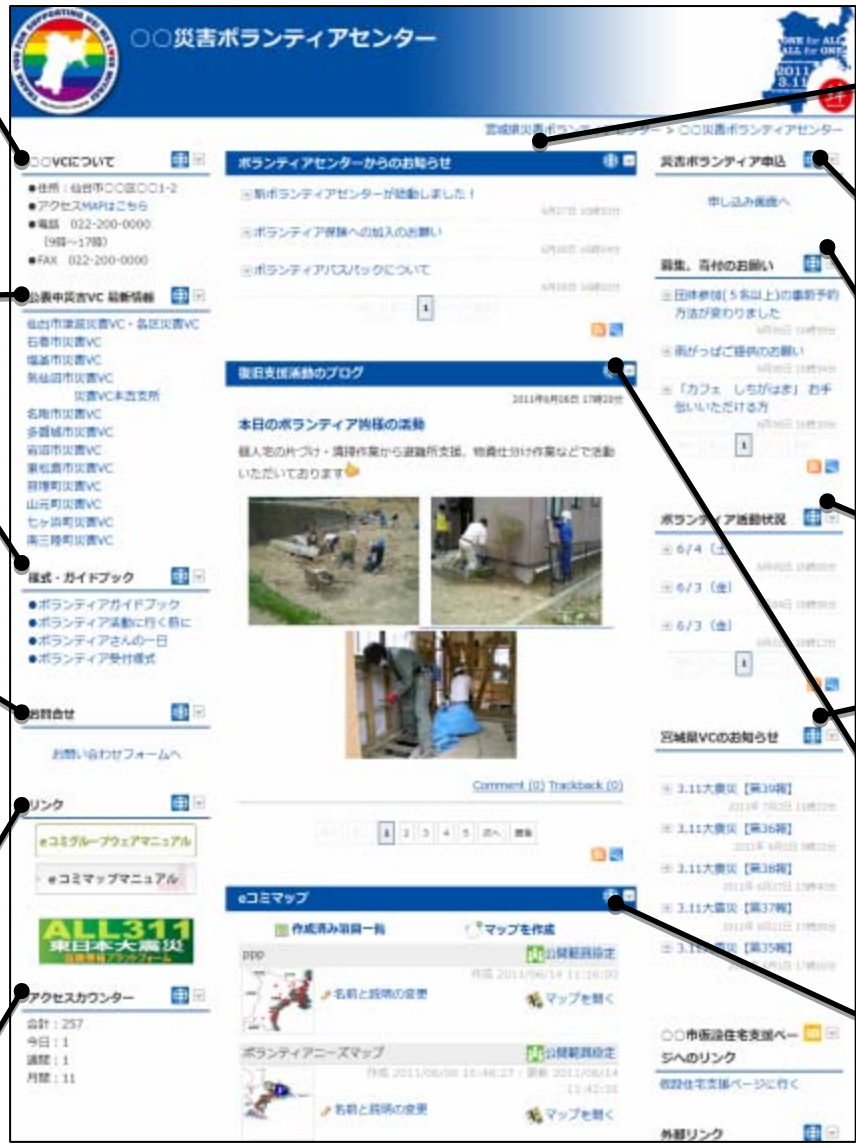 THANK YOU FOR SUPPORTING
○○災害ボランティアセンター
ONE for ALL
ALL for ONE
2011
3.11
絆
宮城県災害ボランティアセンター > ○○災害ボランティアセンター
○○VCについて
●住所:仙台市○○区○○1-2
●アクセスMAPはこちら
●電話 022-200-0000
(9時～17時)
●FAX 022-200-0000
公表中災害VC 最新情報
仙台市津波災害VC・各区災害VC
石巻市災害VC
塩釜市災害VC
気仙沼市災害VC
災害VC本吉支所
名取市災害VC
多賀城市災害VC
岩沼市災害VC
東松島市災害VC
亘理町災害VC
山元町災害VC
七ヶ浜町災害VC
南三陸町災害VC
様式・ガイドブック
●ボランティアガイドブック
●ボランティア活動に行く前に
●ボランティアさんの一日
●ボランティア受付様式
お問合せ
お問い合わせフォームへ
リンク
eコミグループウェアマニュアル
eコミマップマニュアル
ALL311
東日本大震災
アクセスカウンター
合計:257
今日:1
週間:1
月間:11
ボランティアセンターからのお知らせ
新ボランティアセンターが始動しました!
ボランティア保険への加入のお願い
ボランティアバスパックについて
1
復旧支援活動のブログ
2011年6月06日 17時20分
本日のボランティア皆様の活動
個人宅の片づけ・清掃作業から避難所支援、物資仕分け作業などで活動
いただいております
Comment (0) Trackback (0)
1 2 3 4 5 次へ 最後
eコミマップ
作成済み項目一覧 マップを作成
ppp 公開範囲設定
作成 2011/06/14 11:16:00
名前と説明の変更 マップを開く
ボランティアニーズマップ 公開範囲設定
作成 2011/06/06 16:46:27 : 更新 2011/06/14
11:42:35
名前と説明の変更 マップを開く
災害ボランティア申込
申し込み画面へ
募集、寄付のお願い
団体参加(5名以上)の事前予約
方法が変わりました
雨がっぱご提供のお願い
「カフェ しちがはま」 お手
伝いいただける方
1
ボランティア活動状況
6/4 (土)
6/3 (金)
6/3 (金)
1
宮城県VCのお知らせ
3.11大震災【第39報】
3.11大震災【第36報】
3.11大震災【第38報】
3.11大震災【第37報】
3.11大震災【第35報】
○○市仮設住宅支援ペー
ジへのリンク
仮設住宅支援ページに行く
外部リンク